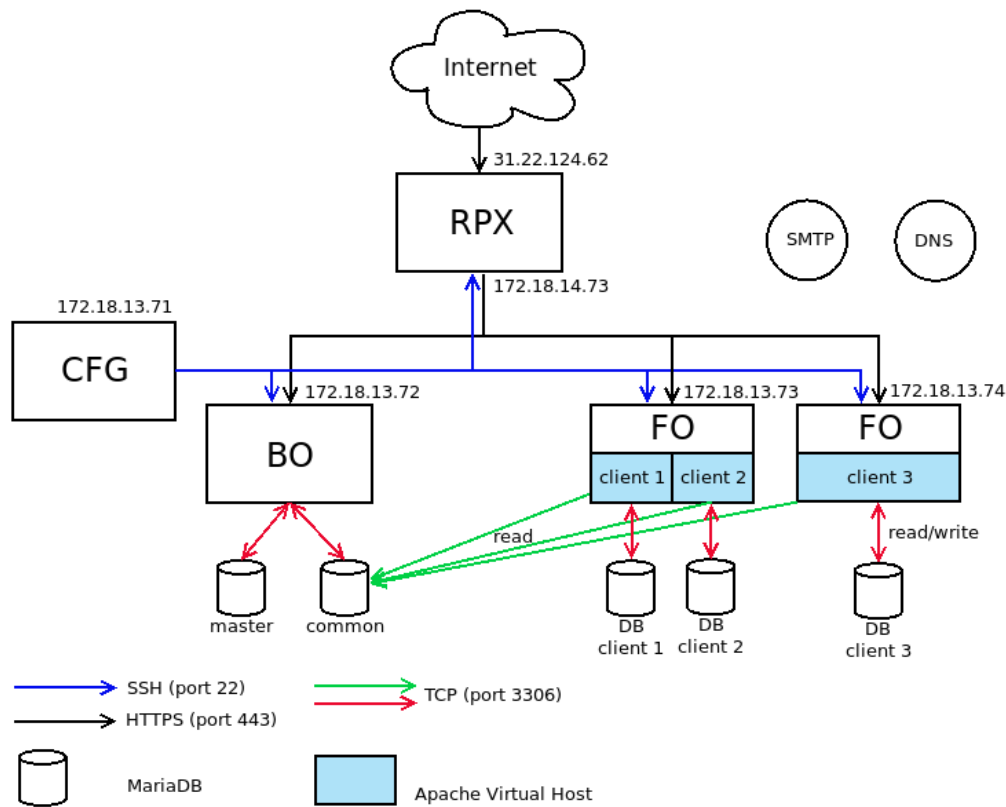 Internet
31.22.124.62
RPX
SMTP
DNS
172.18.14.73
172.18.13.71
CFG
172.18.13.72
172.18.13.73
172.18.13.74
BO
FO
FO
client 1
client 2
client 3
read
read/write
master
common
DB
client 1
DB
client 2
DB
client 3
SSH (port 22)
TCP (port 3306)
HTTPS (port 443)
MariaDB
Apache Virtual Host